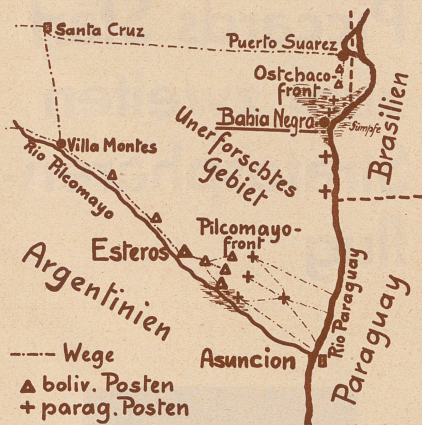 Santa Cruz
Puerto Suarez
Ostchaco-
front
Bahia Negra
Sümpfe
Brasilien
Unerforschtes
Gebiet
Villa Montes
Rio Pilcomayo
Pilcomayo-
front
Esteros
Argentinien
Rio Paraguay
Paraguay
Asuncion
Wege
boliv. Posten
parag. Posten